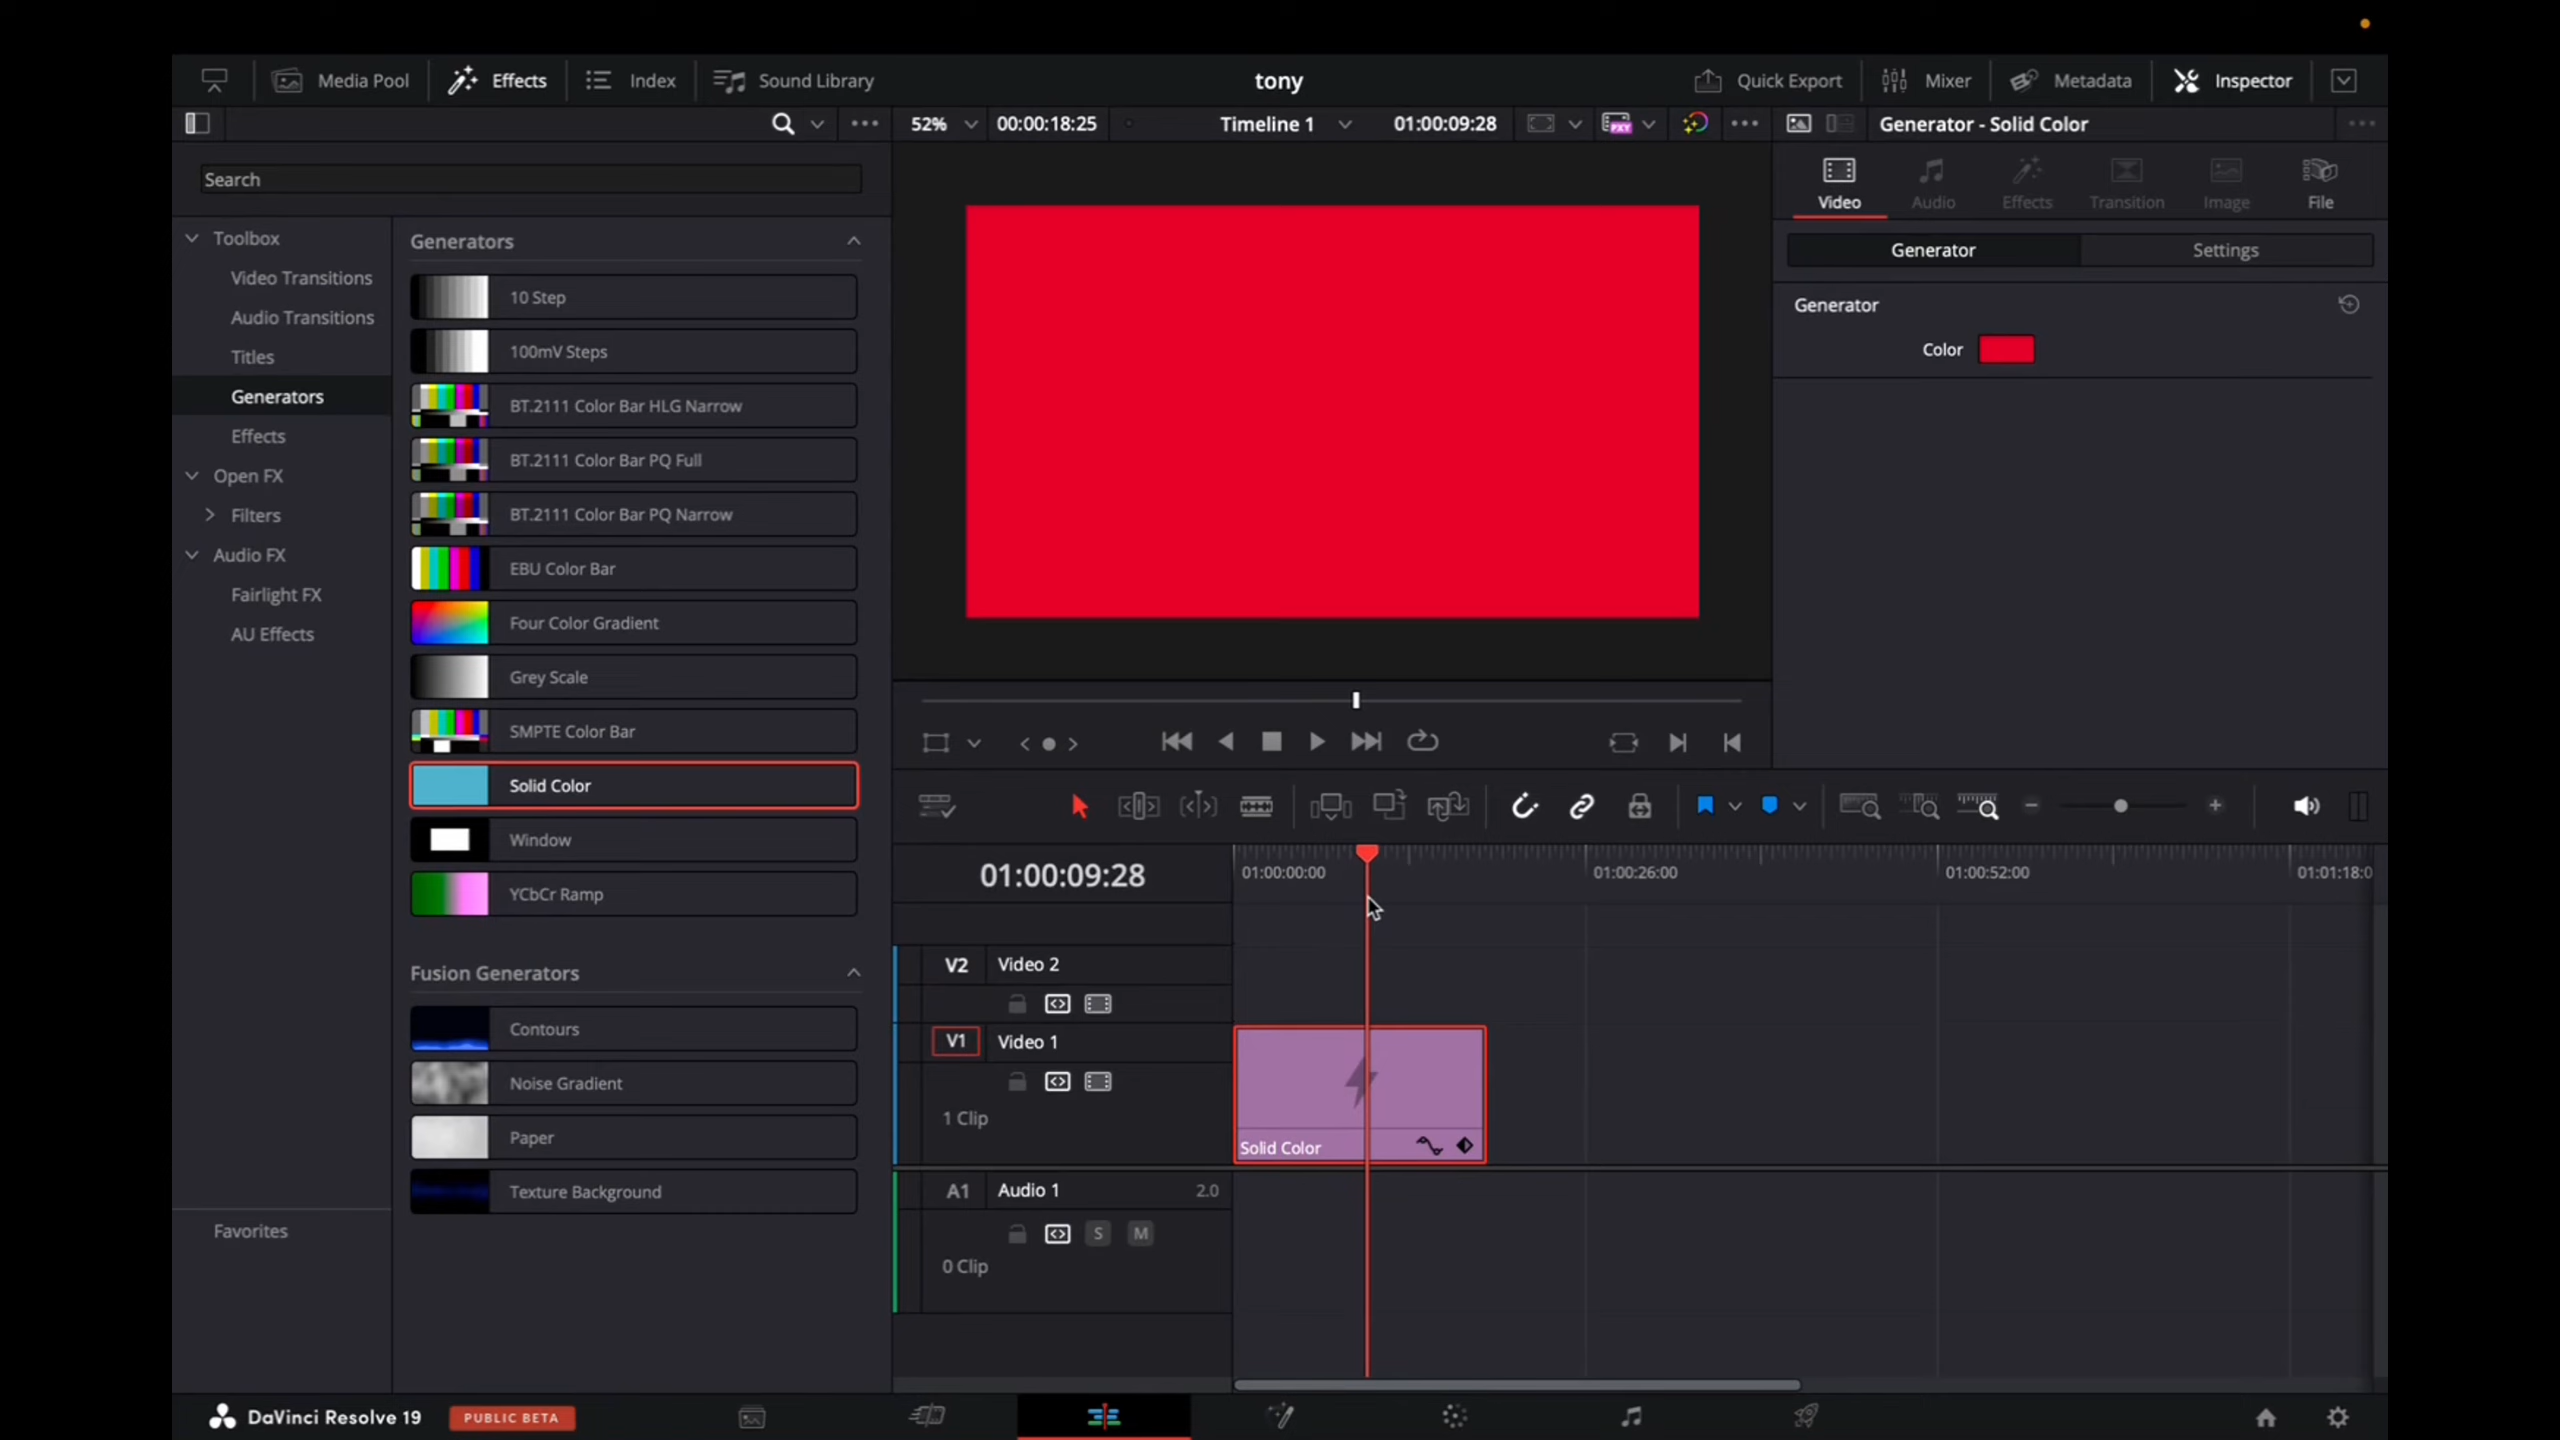 Media Pool
Effects
Index
Sound Library
tony
Quick Export
Mixer
Metadata
Inspector
52%
00:00:18:25
Timeline 1
01:00:09:28
PXY
Generator - Solid Color
Search
Video
Audio
Effects
Transition
Image
File
Generator
Settings
Generator
Color
Toolbox
Video Transitions
Audio Transitions
Titles
Generators
Effects
Open FX
Filters
Audio FX
Fairlight FX
AU Effects
Favorites
Generators
10 Step
100mV Steps
BT.2111 Color Bar HLG Narrow
BT.2111 Color Bar PQ Full
BT.2111 Color Bar PQ Narrow
EBU Color Bar
Four Color Gradient
Grey Scale
SMPTE Color Bar
Solid Color
Window
YCbCr Ramp
Fusion Generators
Contours
Noise Gradient
Paper
Texture Background
01:00:09:28
01:00:00:00
01:00:26:00
01:00:52:00
01:01:18:0
V2 Video 2
V1 Video 1
1 Clip
Solid Color
A1 Audio 1 2.0
S M
0 Clip
DaVinci Resolve 19
PUBLIC BETA